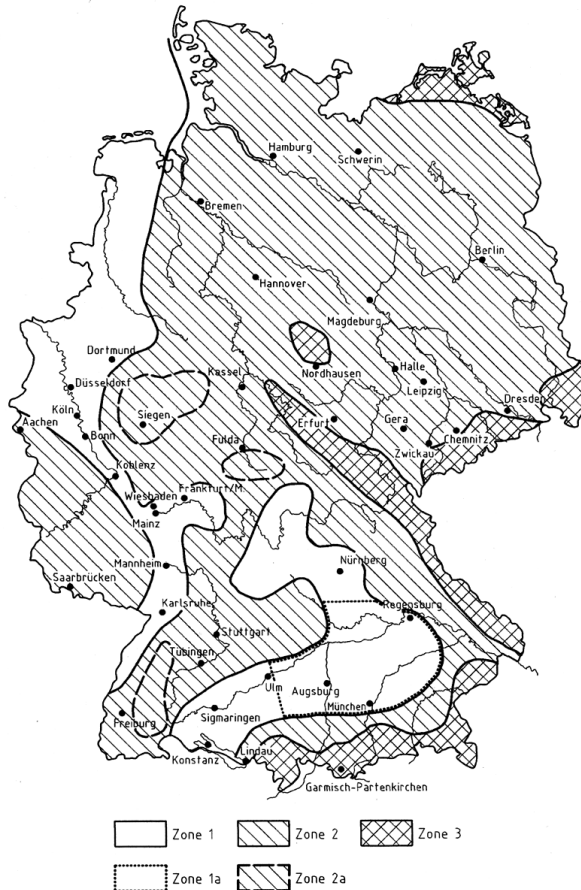 Hamburg
Schwerin
Bremen
Berlin
Hannover
Magdeburg
Dortmund
Nordhausen
Halle
Kassel
Düsseldorf
Leipzig
Dresden
Köln
Siegen
Erfurt
Gera
Aachen
Chemnitz
Bonn
Fulda
Zwickau
Koblenz
Frankfurt/M.
Wiesbaden
Mainz
Nürnberg
Mannheim
Saarbrücken
Karlsruhe
Regensburg
Stuttgart
Tübingen
Ulm
Augsburg
München
Freiburg
Sigmaringen
Konstanz
Lindau
Garmisch-Partenkirchen
Zone 1 Zone 2 Zone 3
Zone 1a Zone 2a